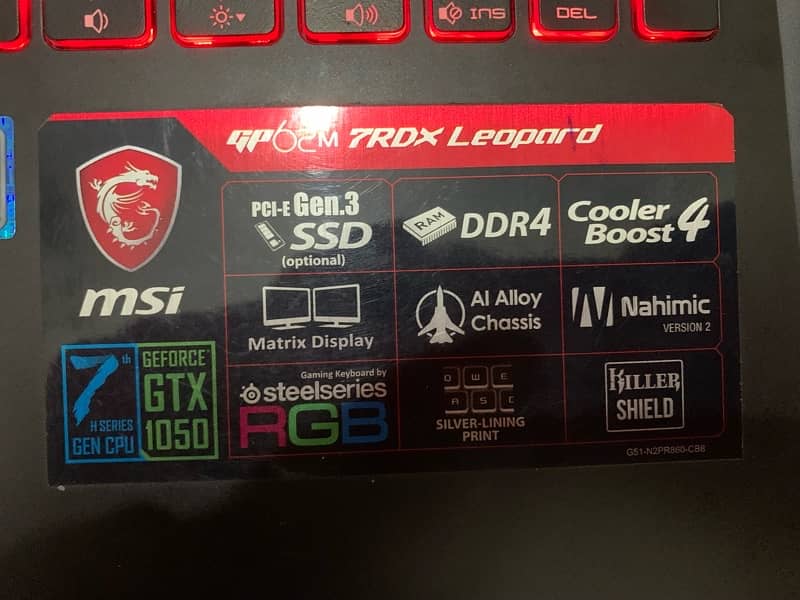 INS
DEL
GP62M 7RDX Leopard
msi
7th
H SERIES
GEN CPU
GEFORCE™
GTX
1050
PCI-E Gen.3
SSD
(optional)
DDR4
RAM
Cooler
Boost 4
Matrix Display
Al Alloy
Chassis
Nahimic
VERSION 2
Gaming Keyboard by
steelseries
RGB
Q W E
A S C
SILVER-LINING
PRINT
KILLER
SHIELD
G51-N2PR860-CB8